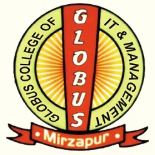 GLOBUS COLLEGE OF
IT & MANAGEMENT
GLOBUS
Mirzapur